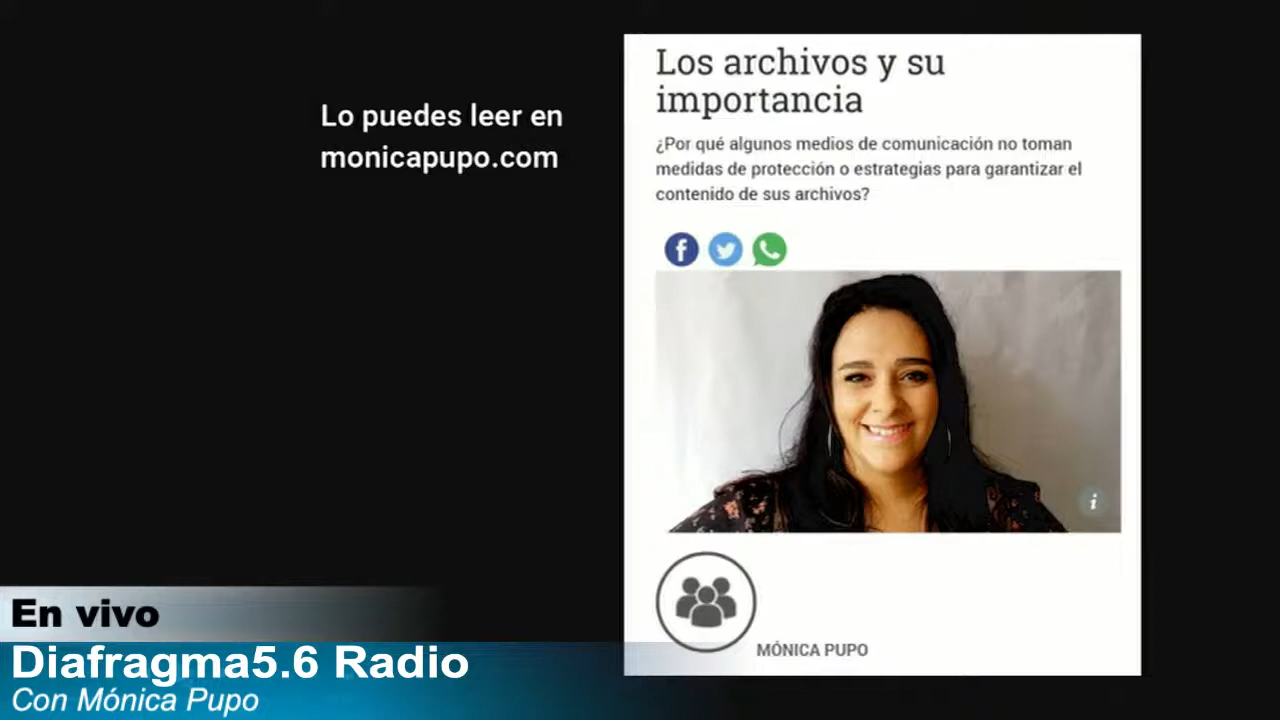 Lo puedes leer en
monicapupo.com
Los archivos y su
importancia
¿Por qué algunos medios de comunicación no toman
medidas de protección o estrategias para garantizar el
contenido de sus archivos?
MÓNICA PUPO
En vivo
Diafragma5.6 Radio
Con Mónica Pupo